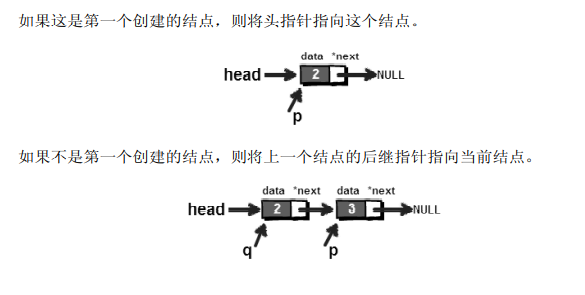 如果这是第一个创建的结点，则将头指针指向这个结点。
data *next
head 2 NULL
p
如果不是第一个创建的结点，则将上一个结点的后继指针指向当前结点。
data *next data *next
head 2 3 NULL
q p